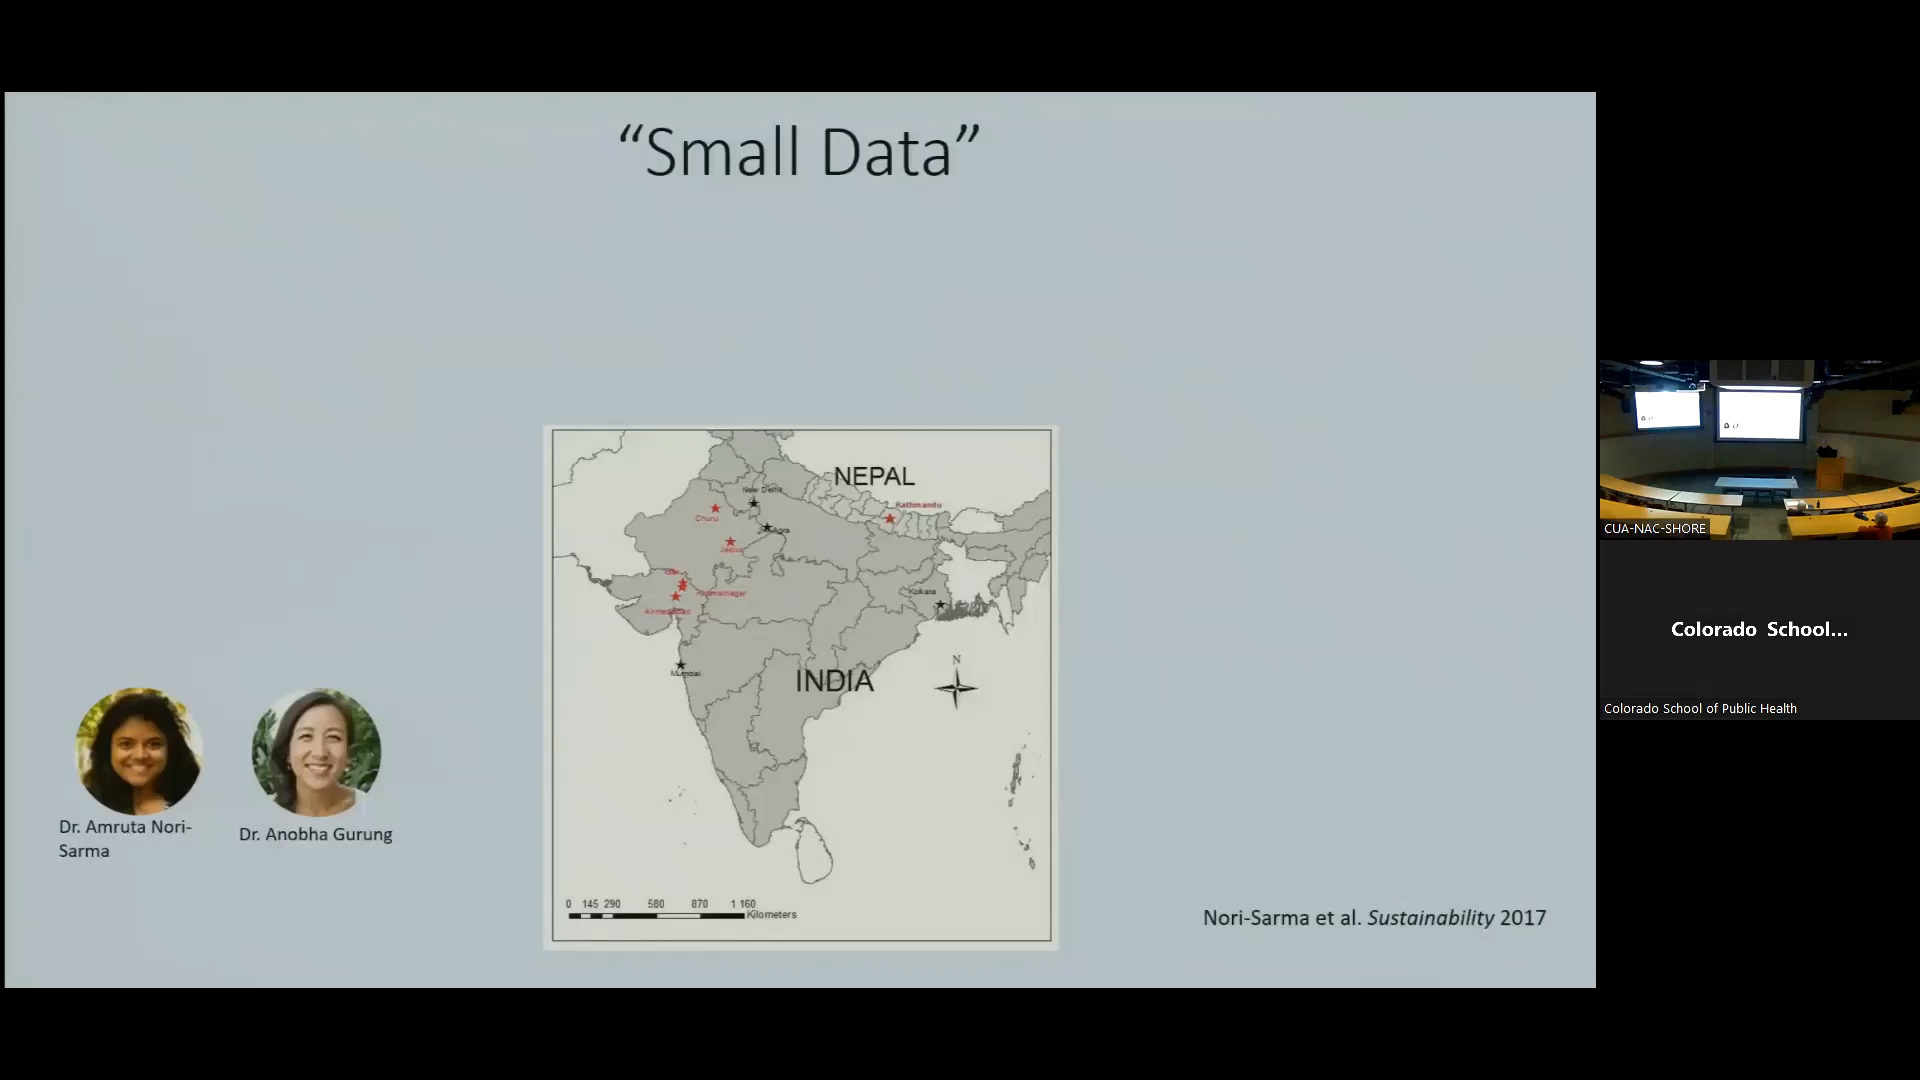 “Small Data”
NEPAL
New Delhi
Kathmandu
Churu
Agra
Jaipur
Himatnagar
Kolkata
Ahmedabad
Mumbai
INDIA
N
0 145 290 580 870 1 160
Kilometers
Dr. Amruta Nori-
Sarma
Dr. Anobha Gurung
Nori-Sarma et al. Sustainability 2017
CUA-NAC-SHORE
Colorado School...
Colorado School of Public Health